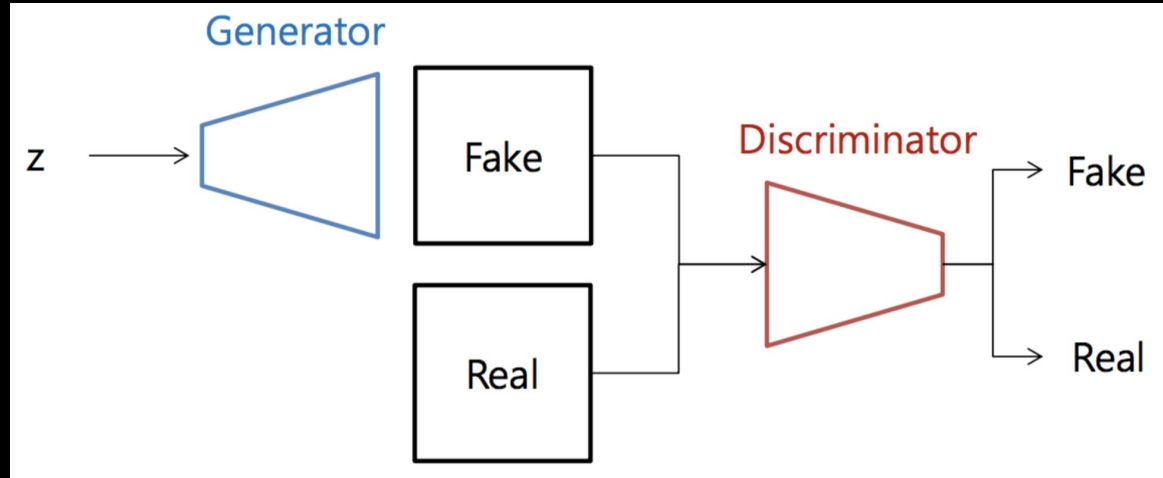 Generator
z
Fake
Real
Discriminator
Fake
Real